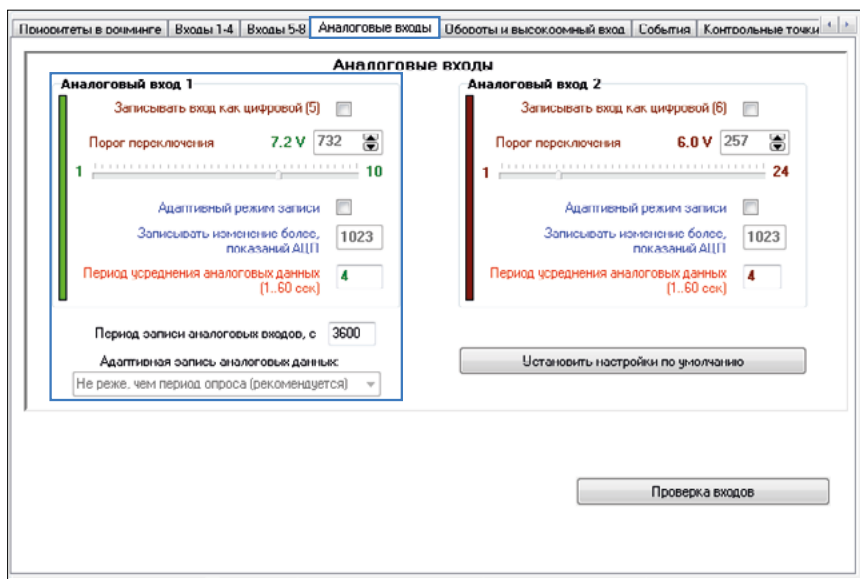 Приоритеты в роуминге Входы 1-4 Входы 5-8 Аналоговые входы Обороты и высокоомный вход События Контрольные точки
Аналоговые входы
Аналоговый вход 1
Записывать вход как цифровой (5)
Порог переключения 7.2 V 732
1 10
Адаптивный режим записи
Записывать изменение более,
показаний АЦП 1023
Период усреднения аналоговых данных
(1..60 сек) 4
Период записи аналоговых входов, с 3600
Адаптивная запись аналоговых данных:
Не реже, чем период опроса (рекомендуется)
Аналоговый вход 2
Записывать вход как цифровой (6)
Порог переключения 6.0 V 257
1 24
Адаптивный режим записи
Записывать изменение более,
показаний АЦП 1023
Период усреднения аналоговых данных
(1..60 сек) 4
Установить настройки по умолчанию
Проверка входов